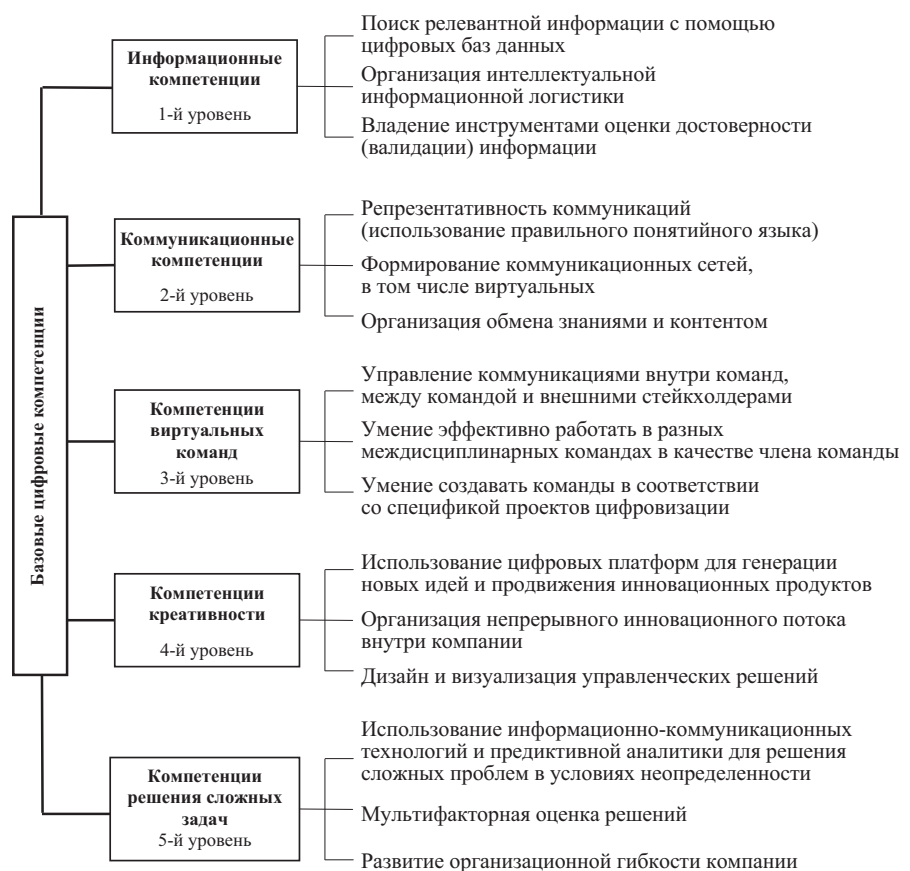 Базовые цифровые компетенции
Информационные
компетенции
1-й уровень
Поиск релевантной информации с помощью
цифровых баз данных
Организация интеллектуальной
информационной логистики
Владение инструментами оценки достоверности
(валидации) информации
Коммуникационные
компетенции
2-й уровень
Репрезентативность коммуникаций
(использование правильного понятийного языка)
Формирование коммуникационных сетей,
в том числе виртуальных
Организация обмена знаниями и контентом
Компетенции
виртуальных
команд
3-й уровень
Управление коммуникациями внутри команд,
между командой и внешними стейкхолдерами
Умение эффективно работать в разных
междисциплинарных командах в качестве члена команды
Умение создавать команды в соответствии
со спецификой проектов цифровизации
Компетенции
креативности
4-й уровень
Использование цифровых платформ для генерации
новых идей и продвижения инновационных продуктов
Организация непрерывного инновационного потока
внутри компании
Дизайн и визуализация управленческих решений
Компетенции
решения сложных
задач
5-й уровень
Использование информационно-коммуникационных
технологий и предиктивной аналитики для решения
сложных проблем в условиях неопределенности
Мультифакторная оценка решений
Развитие организационной гибкости компании